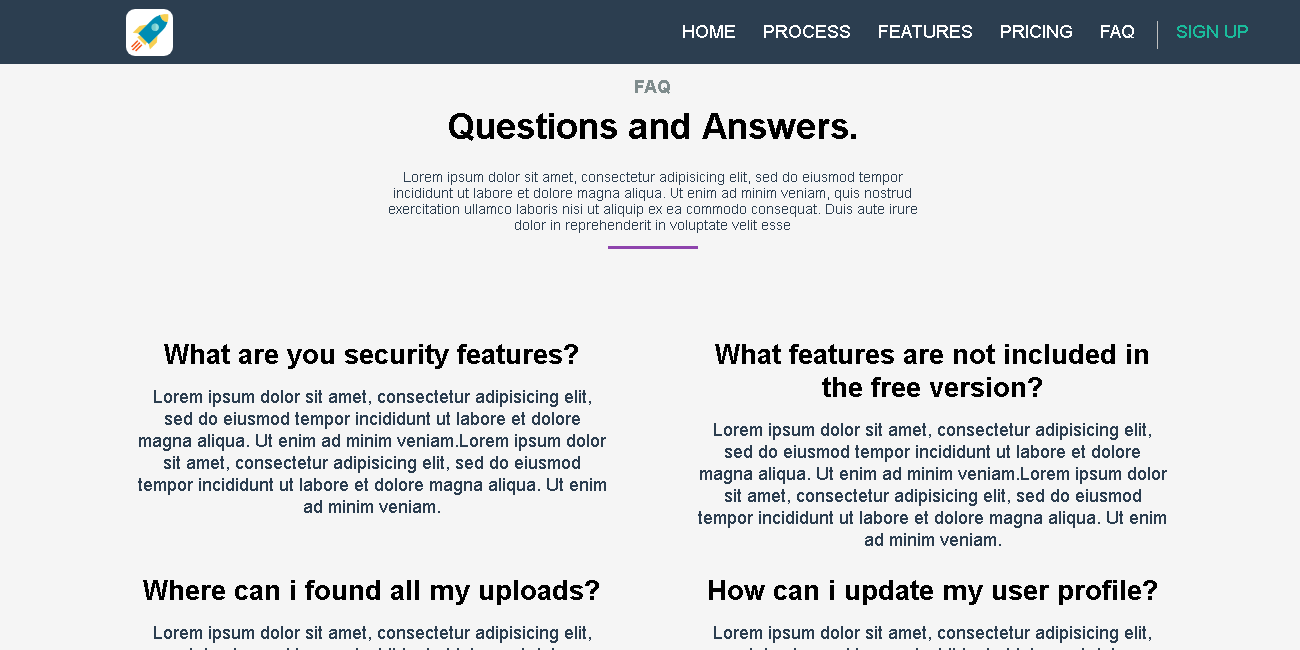 HOME PROCESS FEATURES PRICING FAQ SIGN UP
FAQ
Questions and Answers.
Lorem ipsum dolor sit amet, consectetur adipisicing elit, sed do eiusmod tempor
incididunt ut labore et dolore magna aliqua. Ut enim ad minim veniam, quis nostrud
exercitation ullamco laboris nisi ut aliquip ex ea commodo consequat. Duis aute irure
dolor in reprehenderit in voluptate velit esse
What are you security features?
Lorem ipsum dolor sit amet, consectetur adipisicing elit,
sed do eiusmod tempor incididunt ut labore et dolore
magna aliqua. Ut enim ad minim veniam.Lorem ipsum dolor
sit amet, consectetur adipisicing elit, sed do eiusmod
tempor incididunt ut labore et dolore magna aliqua. Ut enim
ad minim veniam.
What features are not included in
the free version?
Lorem ipsum dolor sit amet, consectetur adipisicing elit,
sed do eiusmod tempor incididunt ut labore et dolore
magna aliqua. Ut enim ad minim veniam.Lorem ipsum dolor
sit amet, consectetur adipisicing elit, sed do eiusmod
tempor incididunt ut labore et dolore magna aliqua. Ut enim
ad minim veniam.
Where can i found all my uploads?
Lorem ipsum dolor sit amet, consectetur adipisicing elit,
How can i update my user profile?
Lorem ipsum dolor sit amet, consectetur adipisicing elit,